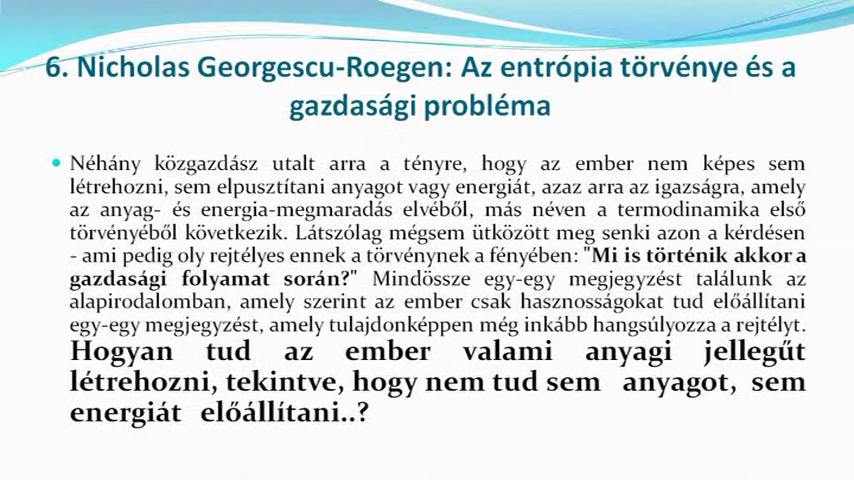 6. Nicholas Georgescu-Roegen: Az entrópia törvénye és a
gazdasági probléma
Néhány közgazdász utalt arra a tényre, hogy az ember nem képes sem
létrehozni, sem elpusztítani anyagot vagy energiát, azaz arra az igazságra, amely
az anyag- és energia-megmaradás elvéből, más néven a termodinamika első
törvényéből következik. Látszólag mégsem ütközött meg senki azon a kérdésen
- ami pedig oly rejtélyes ennek a törvénynek a fényében: "Mi is történik akkor a
gazdasági folyamat során?" Mindössze egy-egy megjegyzést találunk az
alapirodalomban, amely szerint az ember csak hasznosságokat tud előállítani
egy-egy megjegyzést, amely tulajdonképpen még inkább hangsúlyozza a rejtélyt.
Hogyan tud az ember valami anyagi jellegűt
létrehozni, tekintve, hogy nem tud sem anyagot, sem
energiát előállítani..?